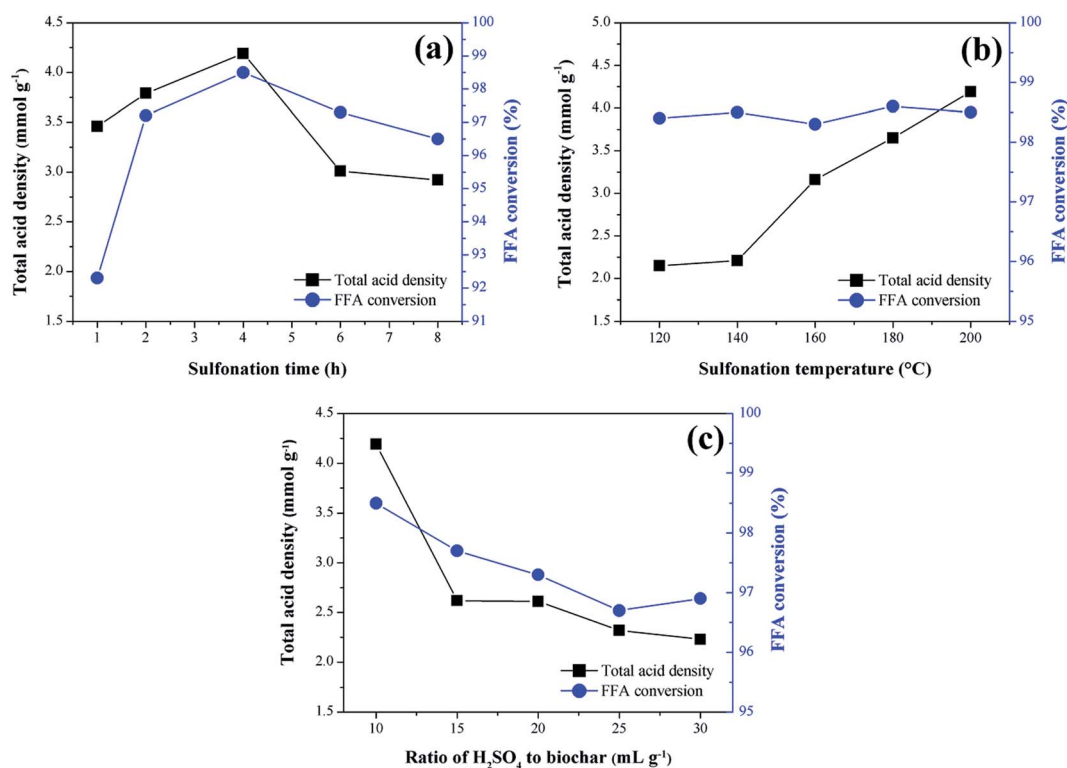 (a)
Total acid density (mmol g⁻¹)
4.5
4.0
3.5
3.0
2.5
2.0
1.5
100
99
98
97
96
95
94
93
92
91
FFA conversion (%)
Total acid density
FFA conversion
1 2 3 4 5 6 7 8
Sulfonation time (h)
(b)
Total acid density (mmol g⁻¹)
5.0
4.5
4.0
3.5
3.0
2.5
2.0
1.5
100
99
98
97
96
95
FFA conversion (%)
Total acid density
FFA conversion
120 140 160 180 200
Sulfonation temperature (°C)
(c)
Total acid density (mmol g⁻¹)
4.5
4.0
3.5
3.0
2.5
2.0
1.5
100
99
98
97
96
95
FFA conversion (%)
Total acid density
FFA conversion
10 15 20 25 30
Ratio of H₂SO₄ to biochar (mL g⁻¹)